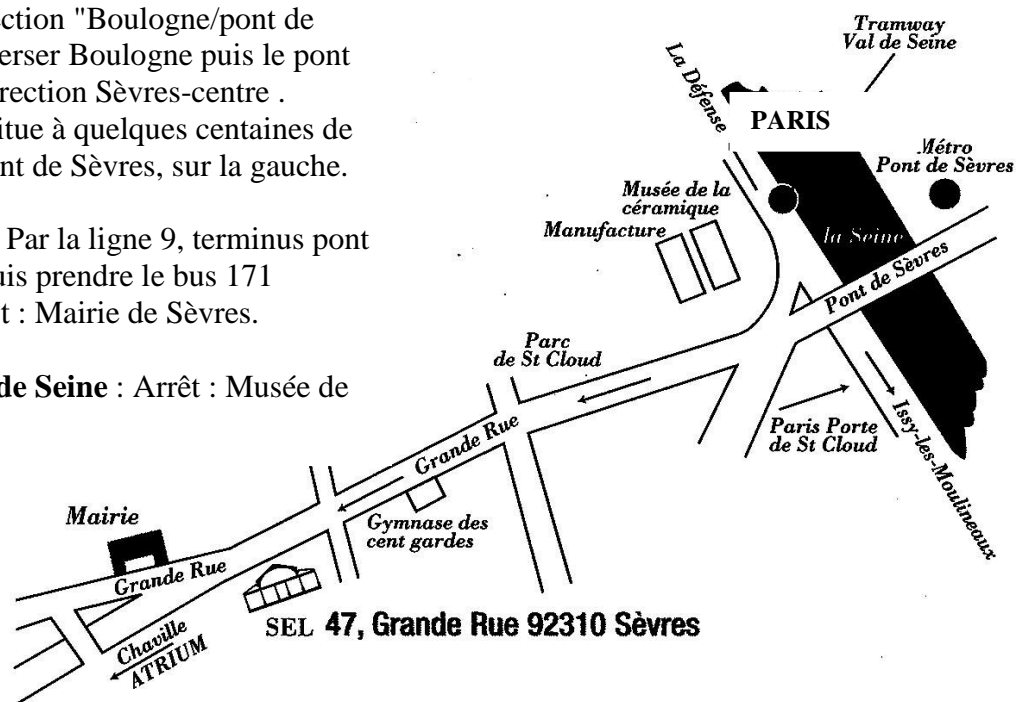 ection "Boulogne/pont de
erser Boulogne puis le pont
rection Sèvres-centre .
itue à quelques centaines de
nt de Sèvres, sur la gauche.
Par la ligne 9, terminus pont
uis prendre le bus 171
t : Mairie de Sèvres.
de Seine : Arrêt : Musée de
Tramway
Val de Seine
La Défense
PARIS
Métro
Pont de Sèvres
Musée de la
céramique
Manufacture
la Seine
Pont de Sèvres
Parc
de St Cloud
Paris Porte
de St Cloud
Issy-les-Moulineaux
Grande Rue
Gymnase des
cent gardes
Mairie
Grande Rue
SEL 47, Grande Rue 92310 Sèvres
Chaville
ATRIUM